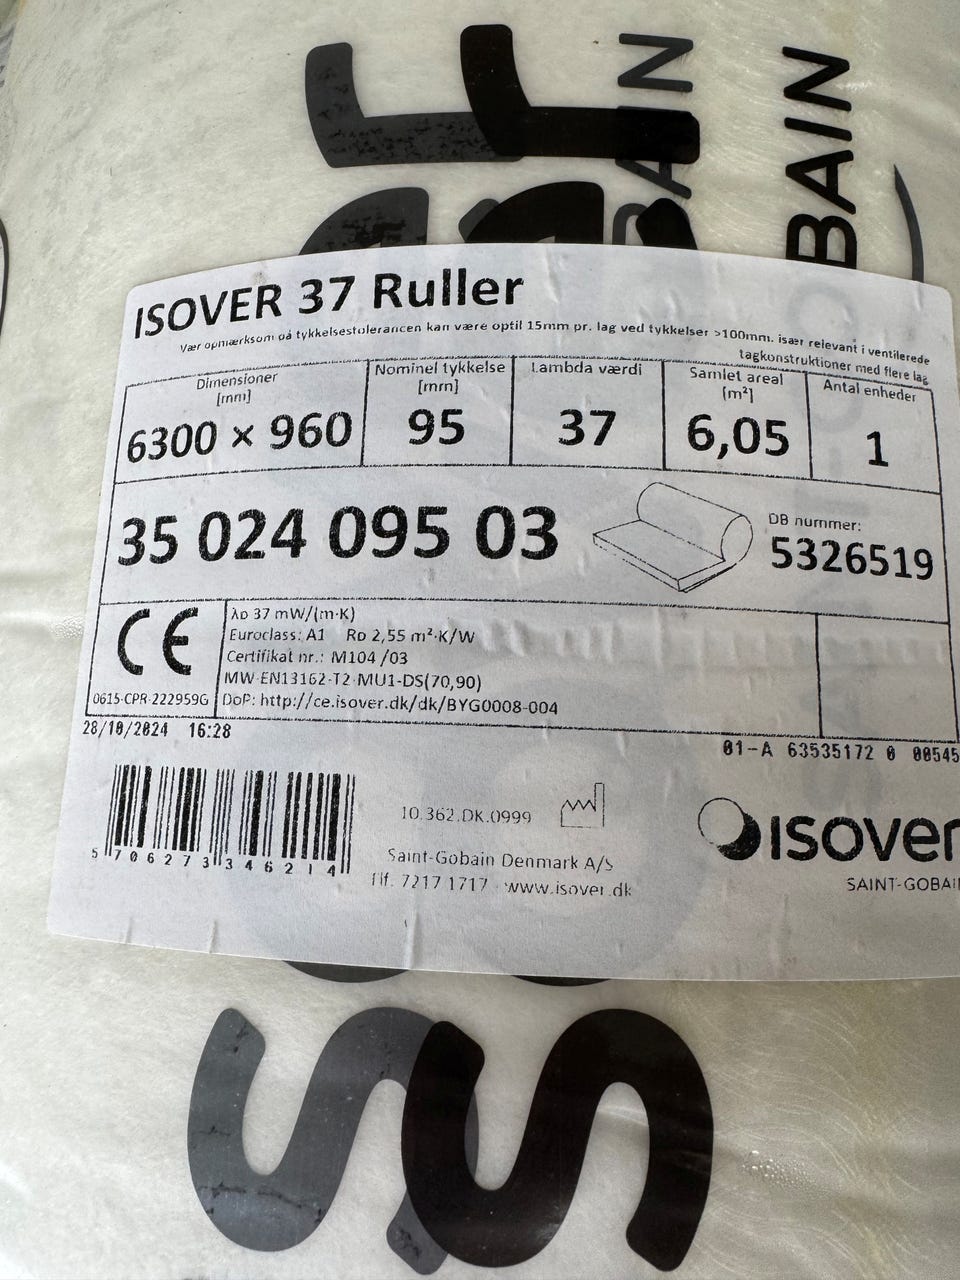 BAIN
ISOVER 37 Ruller
Vær opmærksom på tykkelsestolerancen kan være optil 15mm pr. lag ved tykkelser >100mm. især relevant i ventilerede
tagkonstruktioner med flere lag
Dimensioner
[mm]
6300 × 960
Nominel tykkelse
[mm]
95
Lambda værdi
37
Samlet areal
(m²]
6,05
Antal enheder
1
35 024 095 03
DB nummer:
5326519
CE
0615-CPR-222959G
λD 37 mW/(m·K)
Euroclass: A1 RD 2,55 m²·K/W
Certifikat nr.: M104 /03
MW-EN13162-T2-MU1-DS(70,90)
DoP: http://ce.isover.dk/dk/BYG0008-004
28/10/2024 16:28
01-A 63535172 0 00545
5 706273 346214
10.362.DK.0999
Saint-Gobain Denmark A/S
Tlf. 7217 1717 · www.isover.dk
isover
SAINT-GOBAI